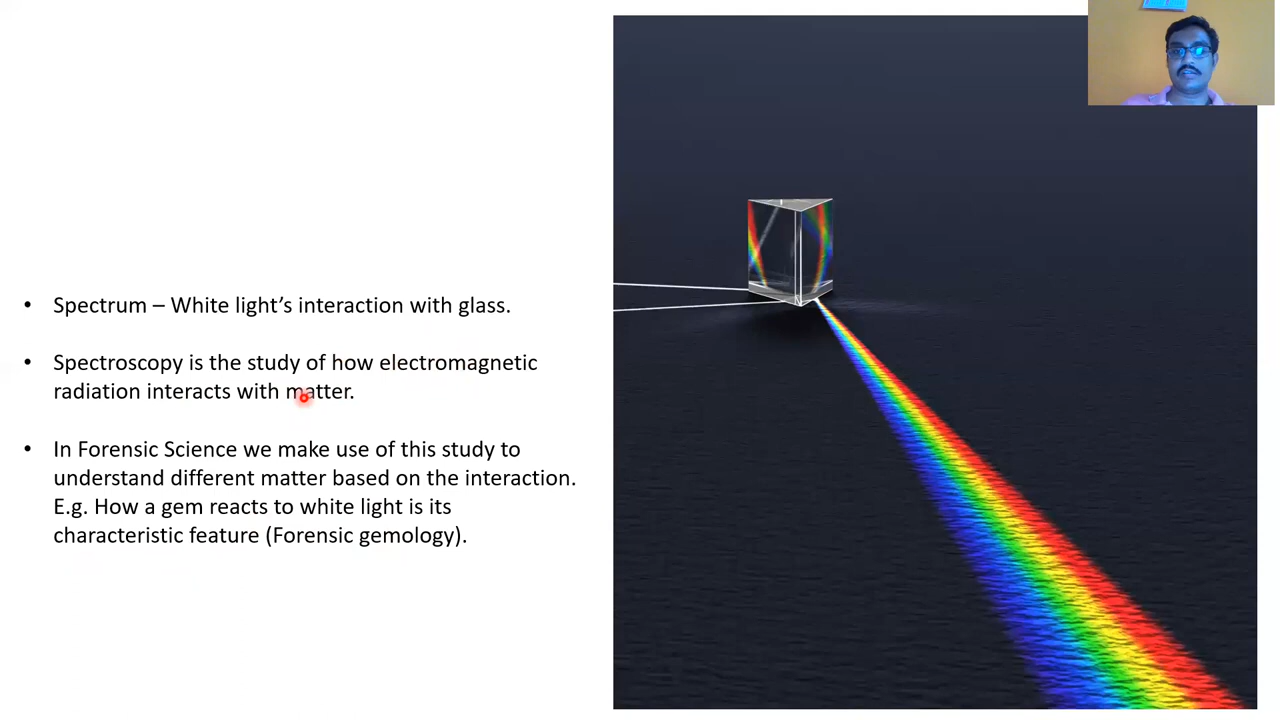 • Spectrum – White light’s interaction with glass.
• Spectroscopy is the study of how electromagnetic
radiation interacts with matter.
• In Forensic Science we make use of this study to
understand different matter based on the interaction.
E.g. How a gem reacts to white light is its
characteristic feature (Forensic gemology).